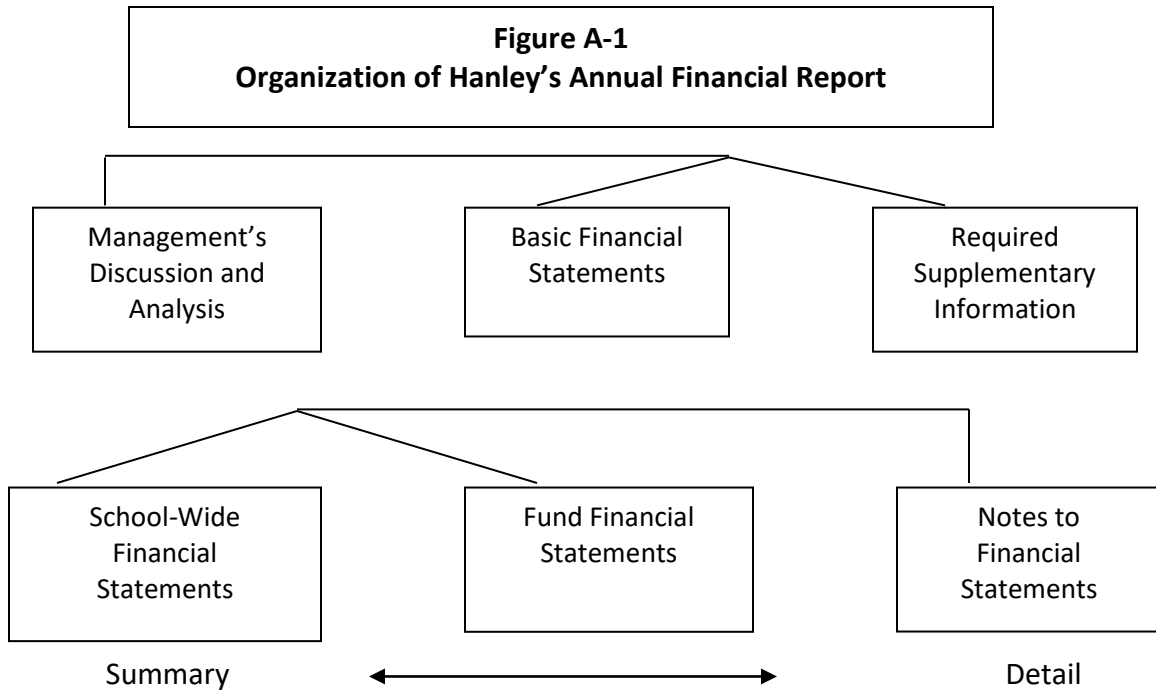 Figure A-1
Organization of Hanley’s Annual Financial Report
Management’s
Discussion and
Analysis
Basic Financial
Statements
Required
Supplementary
Information
School-Wide
Financial
Statements
Fund Financial
Statements
Notes to
Financial
Statements
Summary
Detail